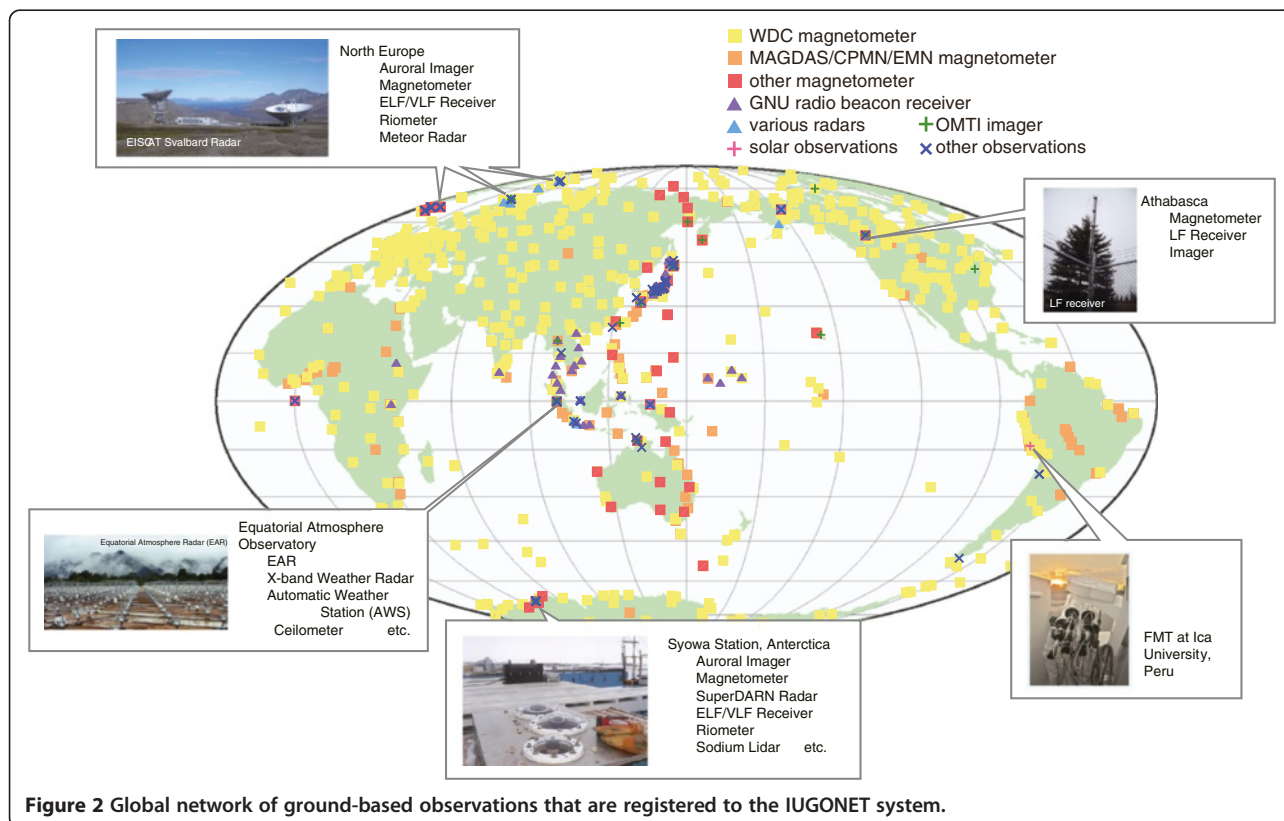 North Europe
Auroral Imager
Magnetometer
ELF/VLF Receiver
Riometer
Meteor Radar
EISCAT Svalbard Radar
WDC magnetometer
MAGDAS/CPMN/EMN magnetometer
other magnetometer
GNU radio beacon receiver
various radars
OMTI imager
solar observations
other observations
Athabasca
Magnetometer
LF Receiver
Imager
LF receiver
Equatorial Atmosphere Radar (EAR)
Equatorial Atmosphere
Observatory
EAR
X-band Weather Radar
Automatic Weather
Station (AWS)
Ceilometer etc.
Syowa Station, Anterctica
Auroral Imager
Magnetometer
SuperDARN Radar
ELF/VLF Receiver
Riometer
Sodium Lidar etc.
FMT at Ica
University,
Peru
Figure 2 Global network of ground-based observations that are registered to the IUGONET system.